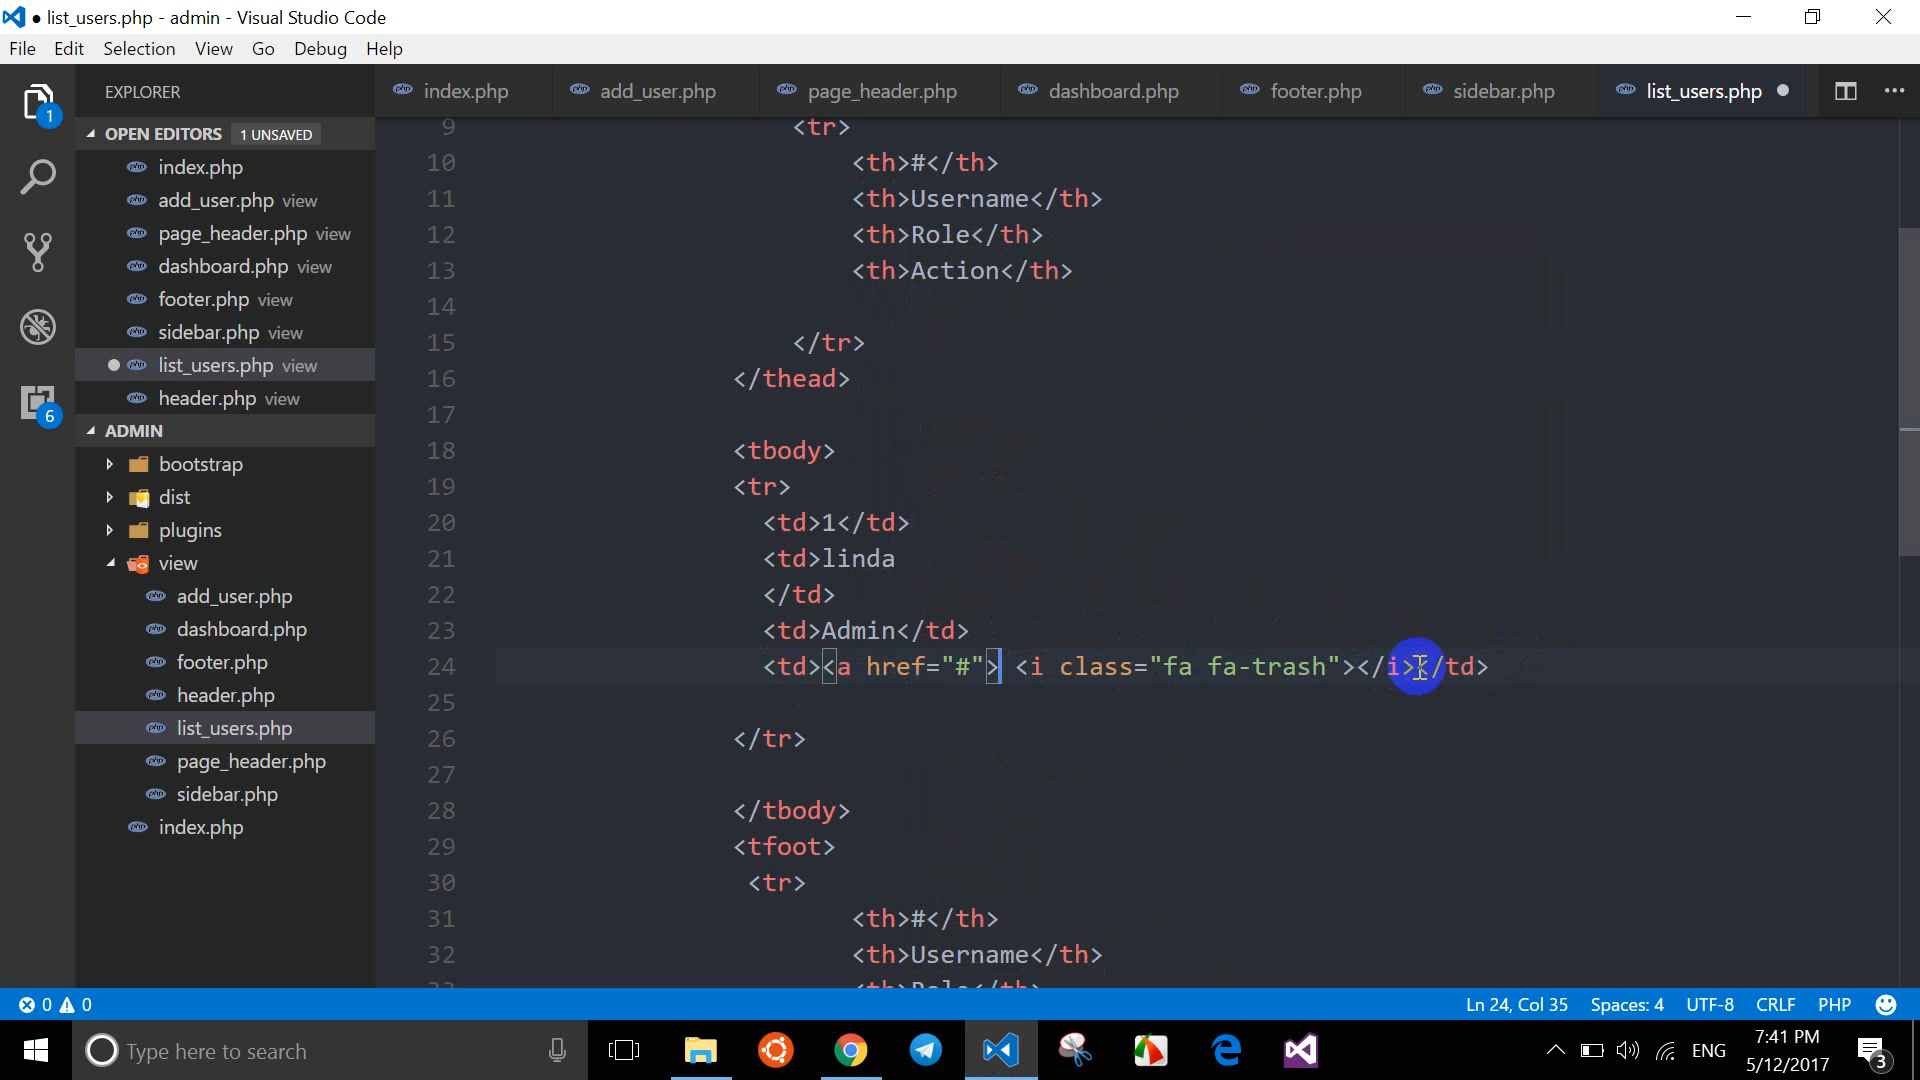 list_users.php - admin - Visual Studio Code
File Edit Selection View Go Debug Help
EXPLORER
index.php add_user.php page_header.php dashboard.php footer.php sidebar.php list_users.php
OPEN EDITORS 1 UNSAVED
index.php
add_user.php view
page_header.php view
dashboard.php view
footer.php view
sidebar.php view
list_users.php view
header.php view
ADMIN
bootstrap
dist
plugins
view
add_user.php
dashboard.php
footer.php
header.php
list_users.php
page_header.php
sidebar.php
index.php
1
6
9 <tr>
10 <th>#</th>
11 <th>Username</th>
12 <th>Role</th>
13 <th>Action</th>
14
15 </tr>
16 </thead>
17
18 <tbody>
19 <tr>
20 <td>1</td>
21 <td>linda
22 </td>
23 <td>Admin</td>
24 <td><a href="#"> <i class="fa fa-trash"></i></td>
25
26 </tr>
27
28 </tbody>
29 <tfoot>
30 <tr>
31 <th>#</th>
32 <th>Username</th>
0 0 Ln 24, Col 35 Spaces: 4 UTF-8 CRLF PHP
Type here to search
ENG
7:41 PM
5/12/2017
3